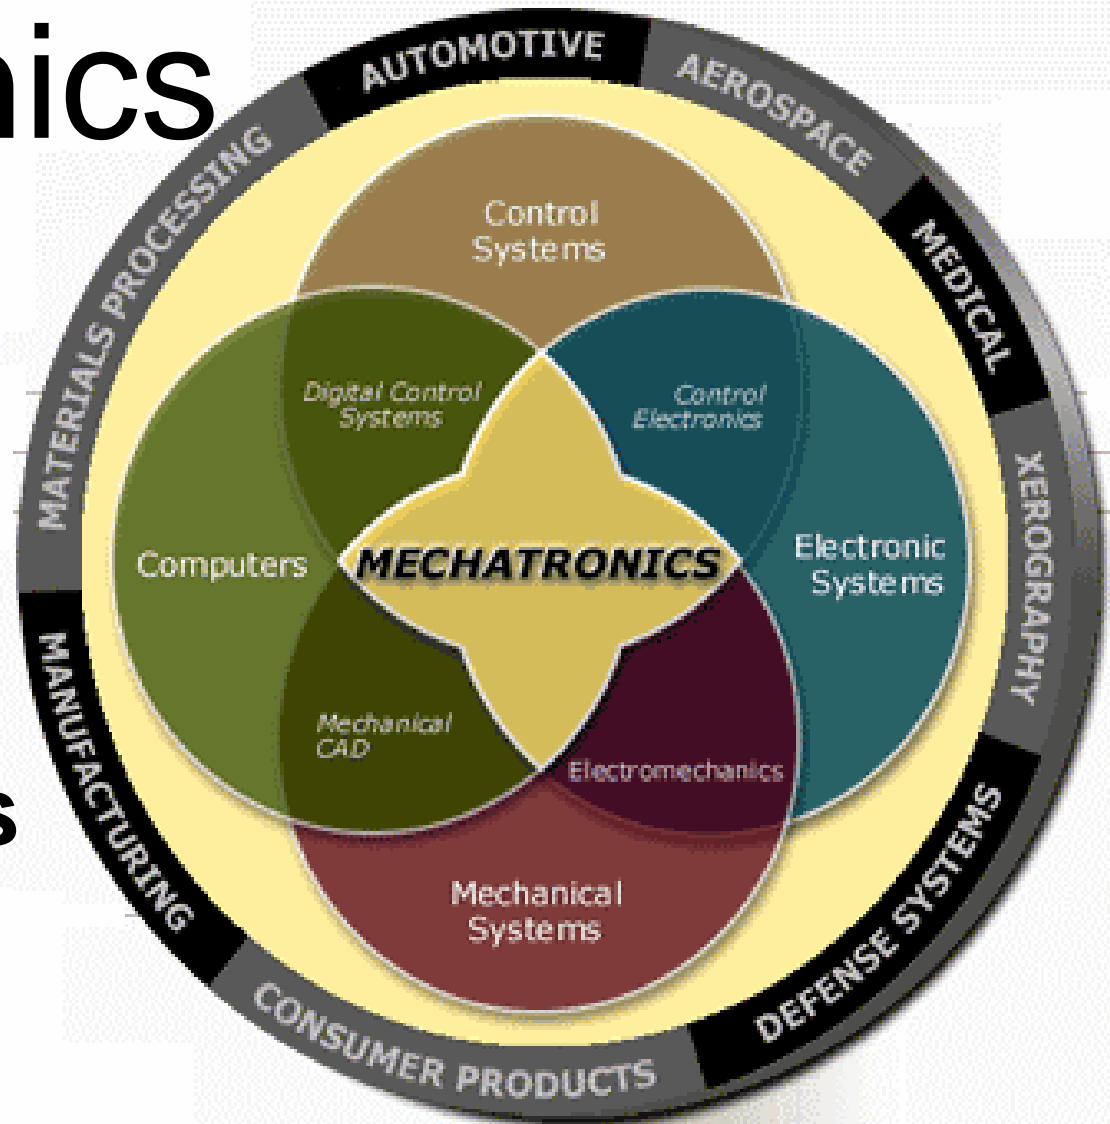 nics
AUTOMOTIVE
AEROSPACE
MEDICAL
XEROGRAPHY
DEFENSE SYSTEMS
CONSUMER PRODUCTS
MANUFACTURING
MATERIALS PROCESSING
Control
Systems
Digital Control
Systems
Control
Electronics
Computers
MECHATRONICS
Electronic
Systems
Mechanical
CAD
Electromechanics
s
Mechanical
Systems